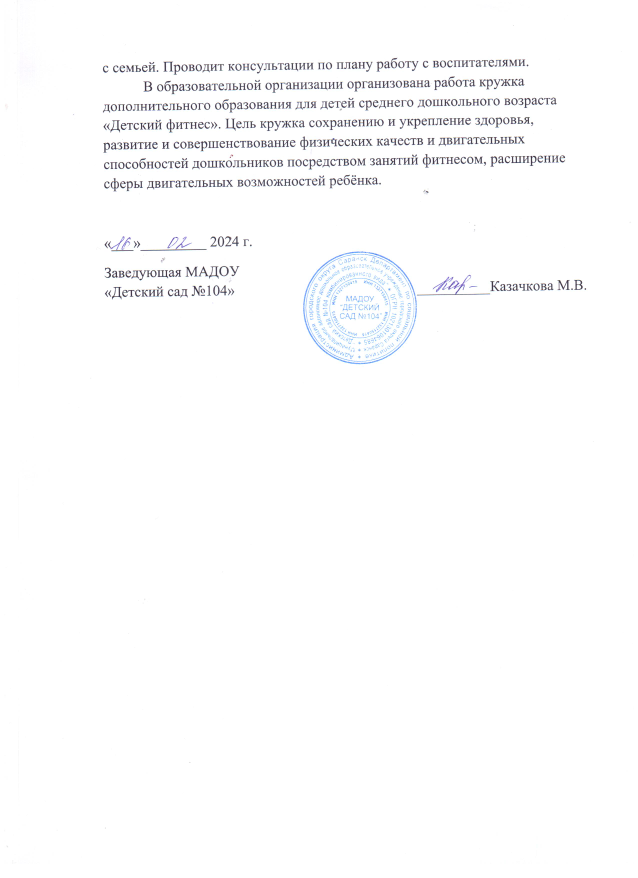 с семьей. Проводит консультации по плану работу с воспитателями.
В образовательной организации организована работа кружка
дополнительного образования для детей среднего дошкольного возраста
«Детский фитнес». Цель кружка сохранению и укрепление здоровья,
развитие и совершенствование физических качеств и двигательных
способностей дошкольников посредством занятий фитнесом, расширение
сферы двигательных возможностей ребёнка.
«16» 02 2024 г.
Заведующая МАДОУ
«Детский сад №104»
Казачкова М.В.
МАДОУ
"ДЕТСКИЙ
САД №104"